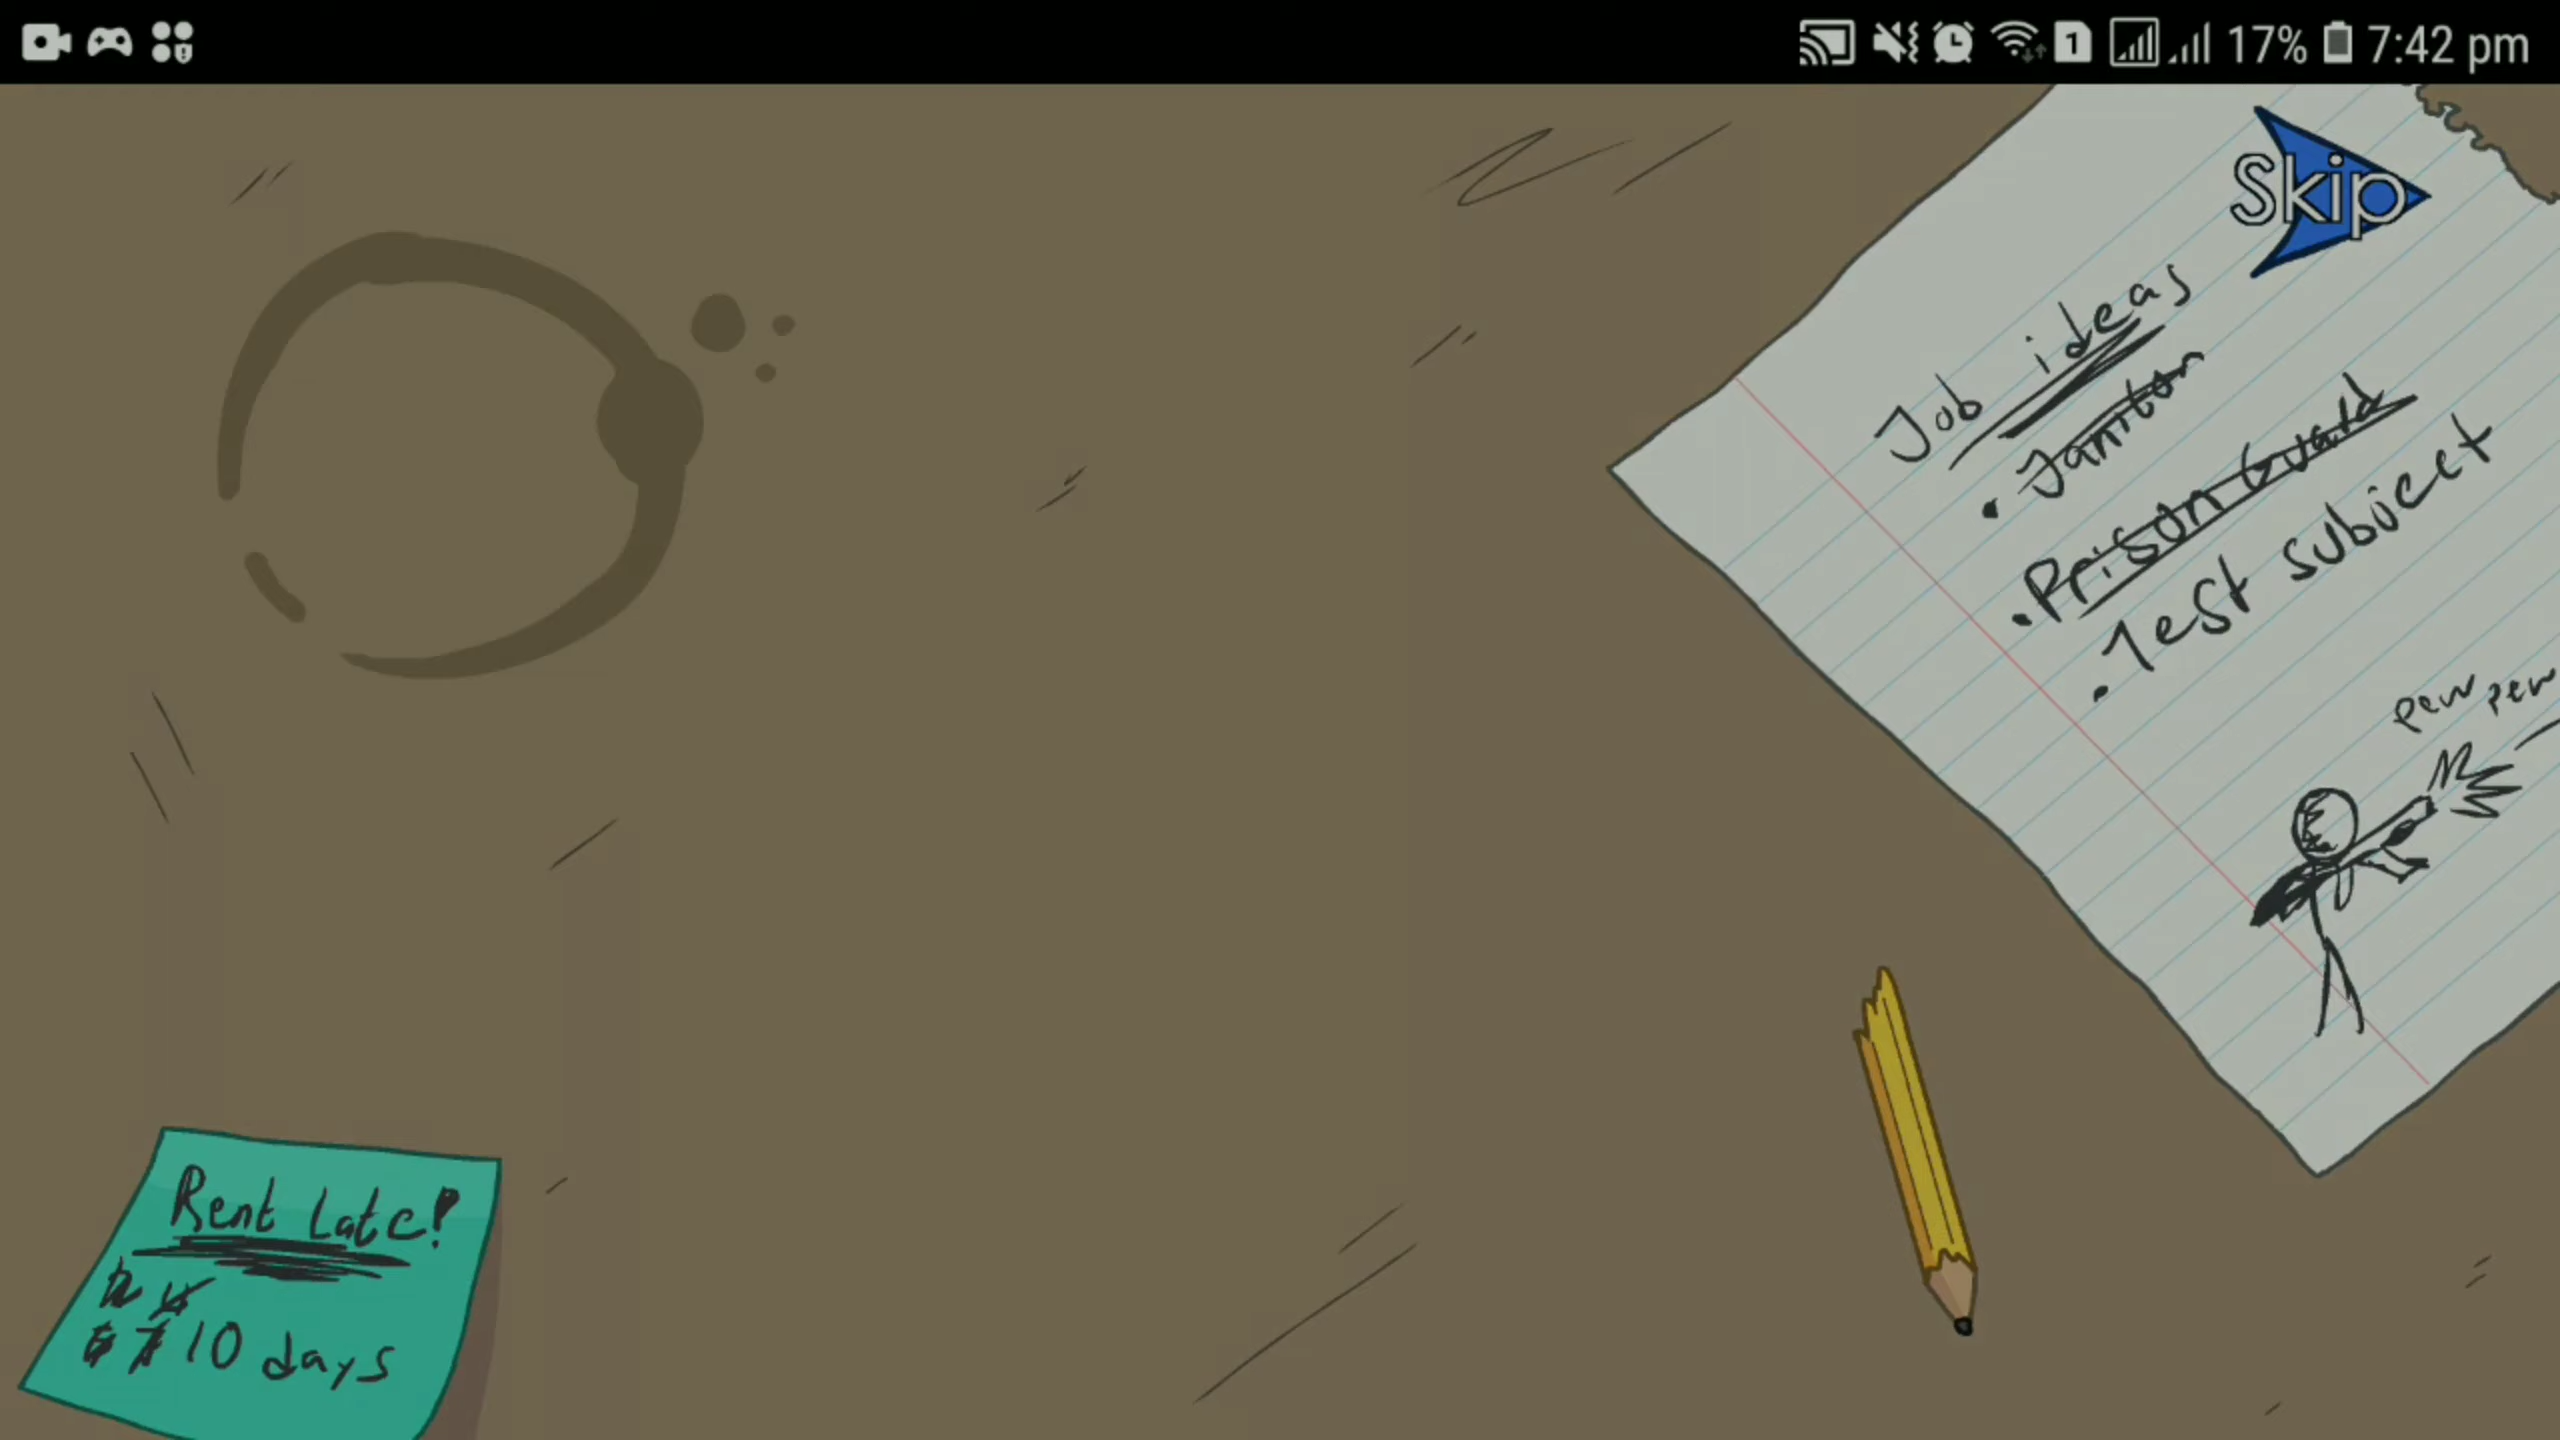 17% 7:42 pm
Skip
Job ideas
• Janitor
• Prison Guard
• Test subject
pew pew
Rent Late!
10 days